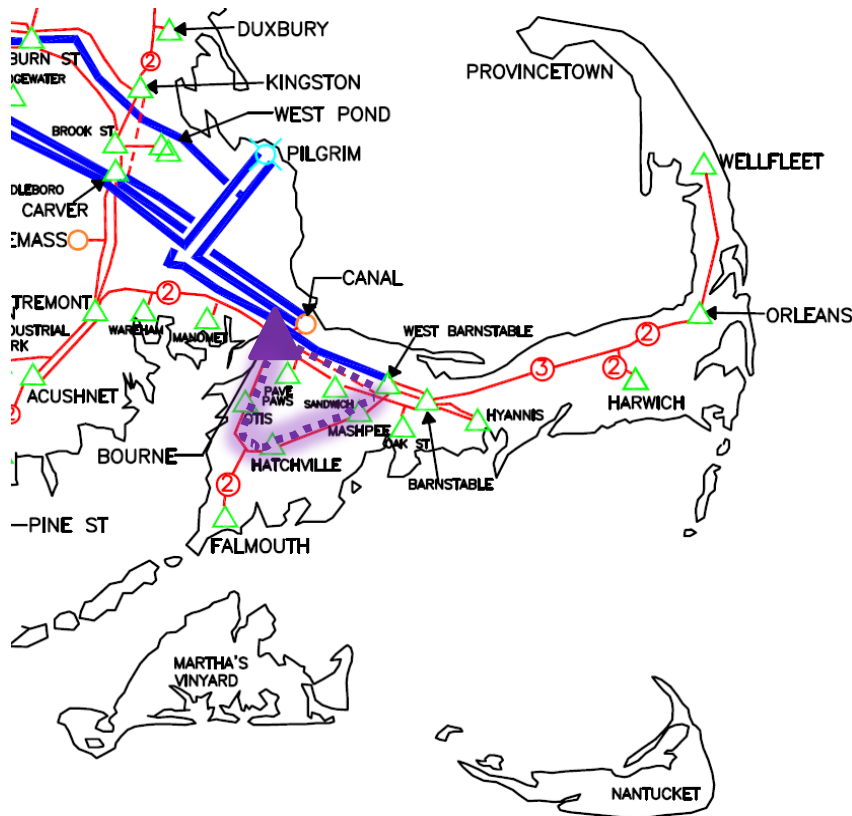 DUXBURY
BURN ST
2
PROVINCETOWN
KINGSTON
WEST POND
BROOK ST
PILGRIM
WELLFLEET
DLEBORO
CARVER
EMASS
CANAL
2
TREMONT
ORLEANS
WAREHAM
2
WEST BARNSTABLE
MANOMET
3
2
RK
PAVE
PAWS
SANDWICH
ACUSHNET
HARWICH
OTIS
MASHPEE
HYANNIS
OAK ST
BOURNE
HATCHVILLE
2
BARNSTABLE
PINE ST
FALMOUTH
MARTHA'S
VINYARD
NANTUCKET